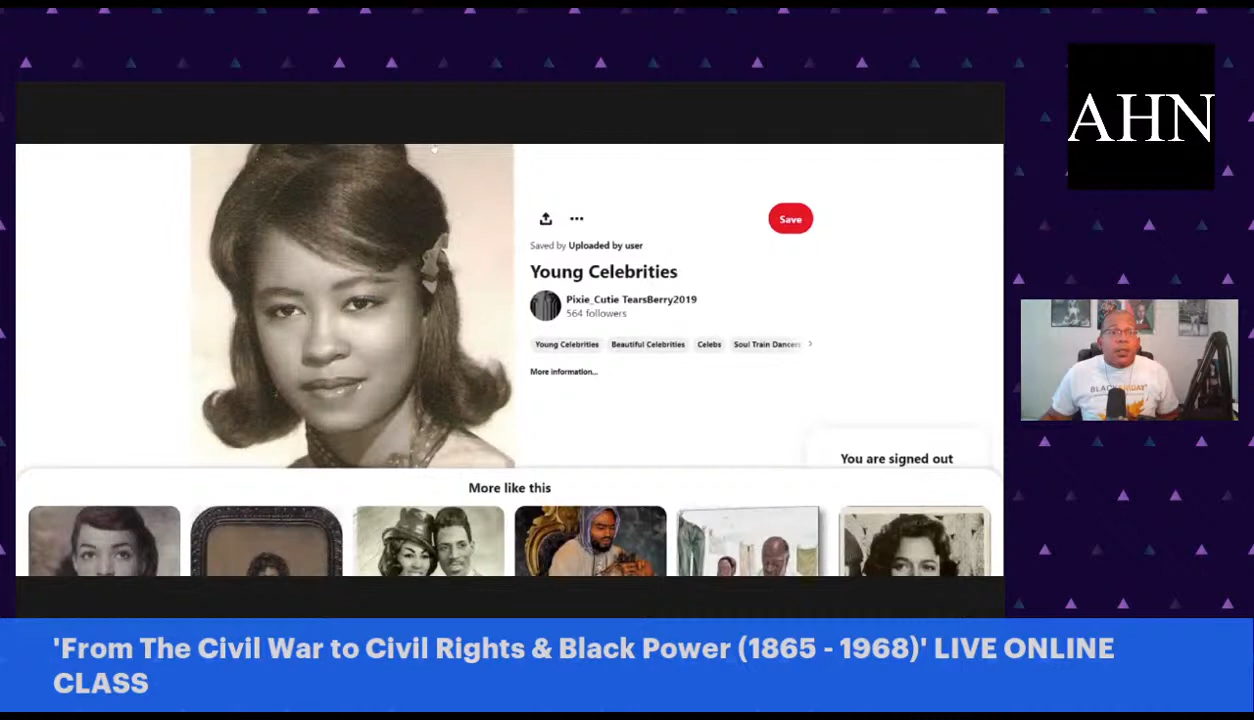 AHN
Save
Saved by Uploaded by user
Young Celebrities
Pixie_Cutie TearsBerry2019
564 followers
Young Celebrities Beautiful Celebrities Celebs Soul Train Dancers
More information...
You are signed out
More like this
'From The Civil War to Civil Rights & Black Power (1865 - 1968)' LIVE ONLINE
CLASS